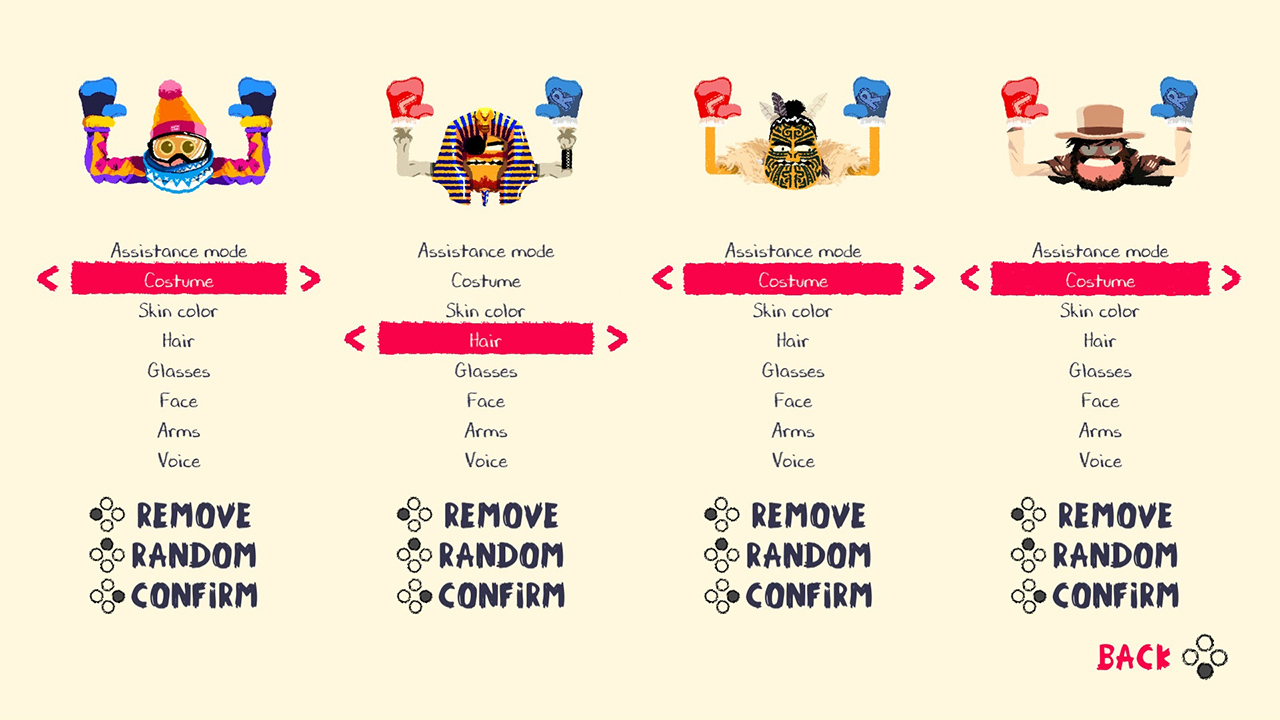 Assistance mode
Costume
Skin color
Hair
Glasses
Face
Arms
Voice
REMOVE
RANDOM
CONFiRM
Assistance mode
Costume
Skin color
Hair
Glasses
Face
Arms
Voice
REMOVE
RANDOM
CONFiRM
Assistance mode
Costume
Skin color
Hair
Glasses
Face
Arms
Voice
REMOVE
RANDOM
CONFiRM
Assistance mode
Costume
Skin color
Hair
Glasses
Face
Arms
Voice
REMOVE
RANDOM
CONFiRM
BACK